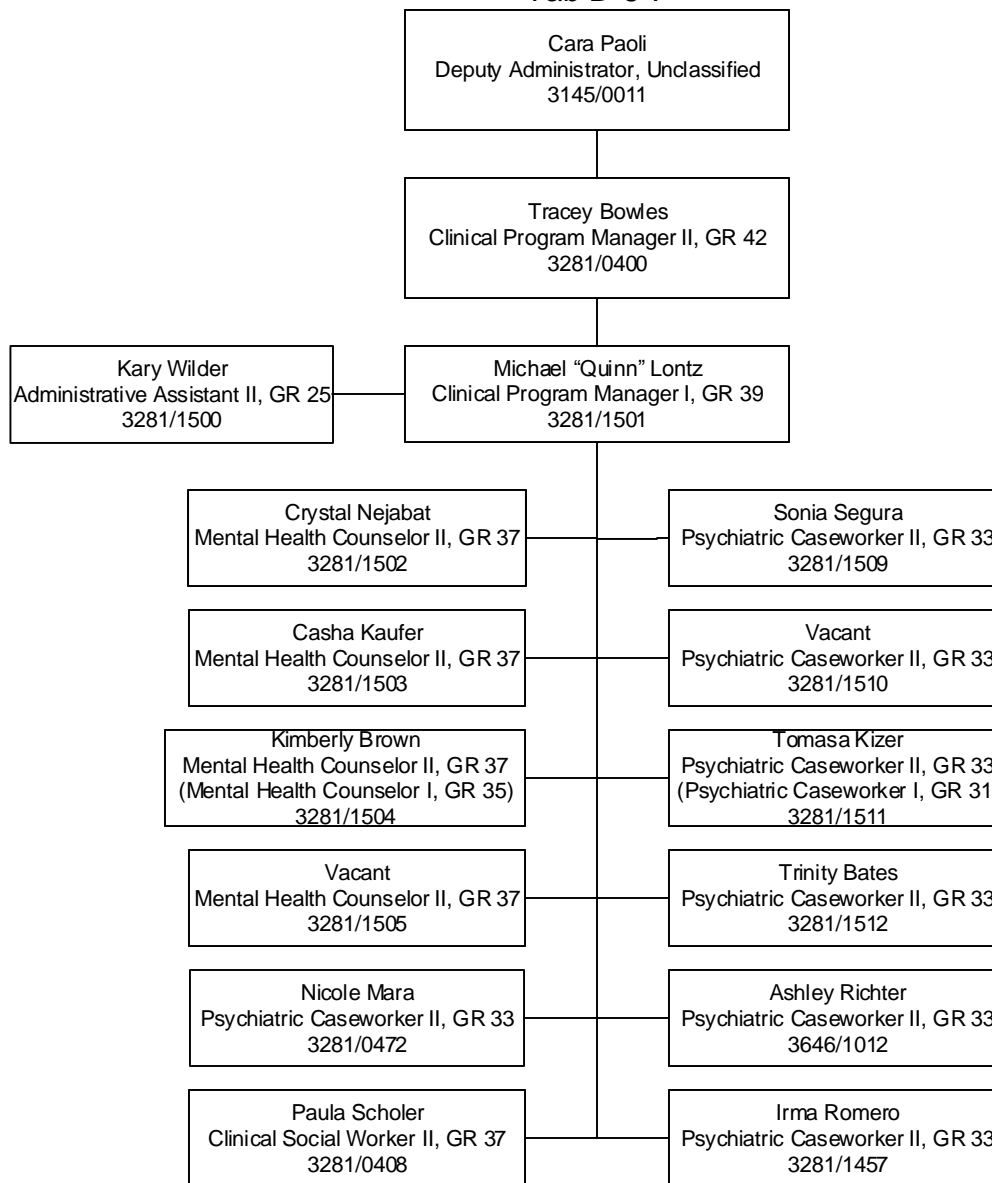 Cara Paoli
Deputy Administrator, Unclassified
3145/0011
Tracey Bowles
Clinical Program Manager II, GR 42
3281/0400
Kary Wilder
Administrative Assistant II, GR 25
3281/1500
Michael “Quinn” Lontz
Clinical Program Manager I, GR 39
3281/1501
Crystal Nejabat
Mental Health Counselor II, GR 37
3281/1502
Sonia Segura
Psychiatric Caseworker II, GR 33
3281/1509
Casha Kaufer
Mental Health Counselor II, GR 37
3281/1503
Vacant
Psychiatric Caseworker II, GR 33
3281/1510
Kimberly Brown
Mental Health Counselor II, GR 37
(Mental Health Counselor I, GR 35)
3281/1504
Tomasa Kizer
Psychiatric Caseworker II, GR 33
(Psychiatric Caseworker I, GR 31
3281/1511
Vacant
Mental Health Counselor II, GR 37
3281/1505
Trinity Bates
Psychiatric Caseworker II, GR 33
3281/1512
Nicole Mara
Psychiatric Caseworker II, GR 33
3281/0472
Ashley Richter
Psychiatric Caseworker II, GR 33
3646/1012
Paula Scholer
Clinical Social Worker II, GR 37
3281/0408
Irma Romero
Psychiatric Caseworker II, GR 33
3281/1457